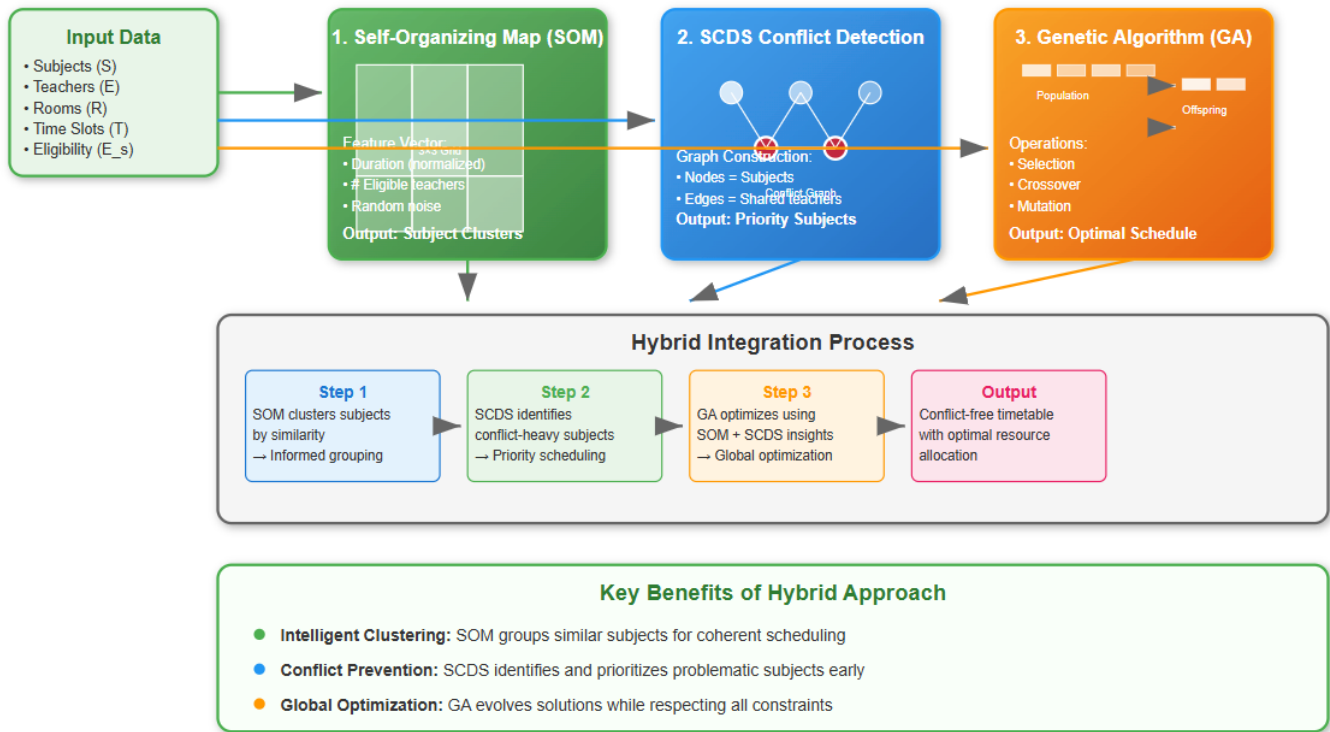 Input Data
• Subjects (S)
• Teachers (E)
• Rooms (R)
• Time Slots (T)
• Eligibility (E_s)
1. Self-Organizing Map (SOM)
3×3 Grid
Feature Vector:
• Duration (normalized)
• # Eligible teachers
• Random noise
Output: Subject Clusters
2. SCDS Conflict Detection
Graph Construction:
• Nodes = Subjects
Conflict Graph
• Edges = Shared teachers
Output: Priority Subjects
3. Genetic Algorithm (GA)
Population
Offspring
Operations:
• Selection
• Crossover
• Mutation
Output: Optimal Schedule
Hybrid Integration Process
Step 1
SOM clusters subjects
by similarity
→ Informed grouping
Step 2
SCDS identifies
conflict-heavy subjects
→ Priority scheduling
Step 3
GA optimizes using
SOM + SCDS insights
→ Global optimization
Output
Conflict-free timetable
with optimal resource
allocation
Key Benefits of Hybrid Approach
Intelligent Clustering: SOM groups similar subjects for coherent scheduling
Conflict Prevention: SCDS identifies and prioritizes problematic subjects early
Global Optimization: GA evolves solutions while respecting all constraints